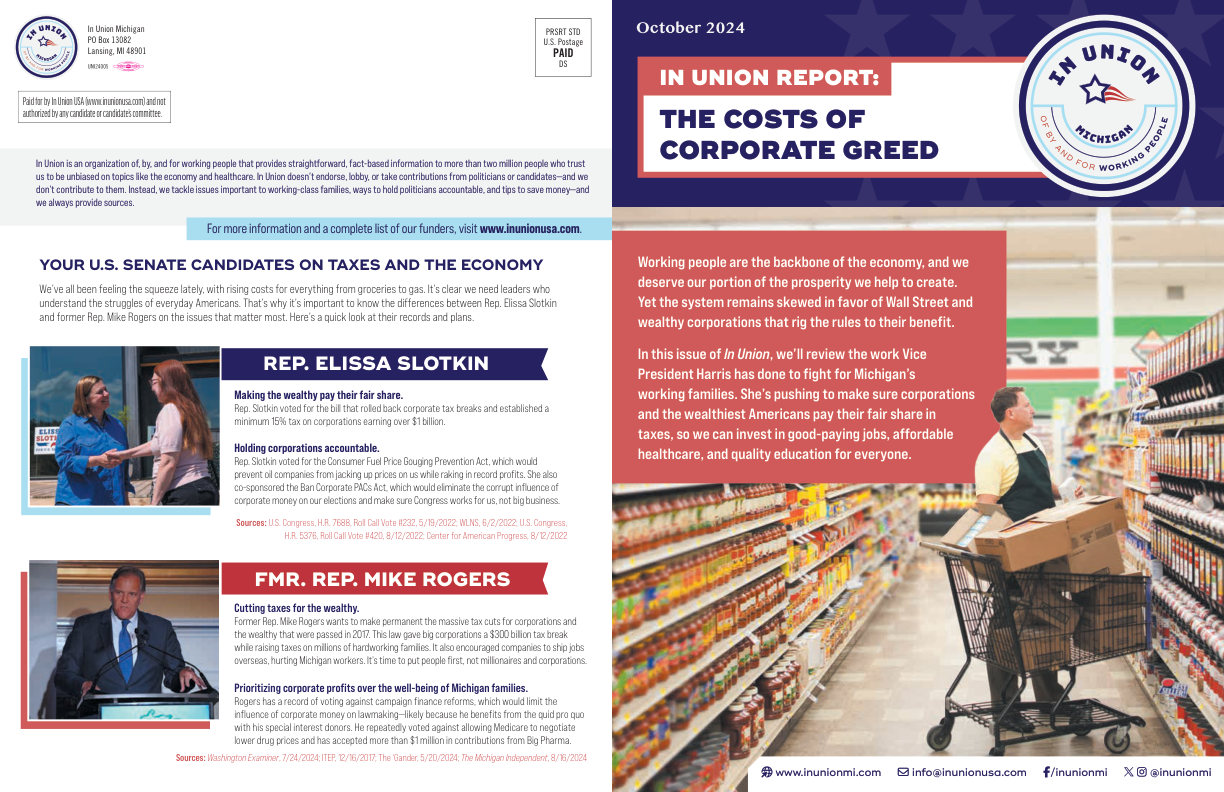 IN UNION
MICHIGAN
OF BY AND FOR WORKING PEOPLE
In Union Michigan
PO Box 13082
Lansing, MI 48901
UNI24005
PRSRT STD
U.S. Postage
PAID
DS
Paid for by In Union USA (www.inunionusa.com) and not
authorized by any candidate or candidate's committee.
In Union is an organization of, by, and for working people that provides straightforward, fact-based information to more than two million people who trust
us to be unbiased on topics like the economy and healthcare. In Union doesn't endorse, lobby, or take contributions from politicians or candidates—and we
don't contribute to them. Instead, we tackle issues important to working-class families, ways to hold politicians accountable, and tips to save money—and
we always provide sources.
For more information and a complete list of our funders, visit www.inunionusa.com.
YOUR U.S. SENATE CANDIDATES ON TAXES AND THE ECONOMY
We've all been feeling the squeeze lately, with rising costs for everything from groceries to gas. It's clear we need leaders who
understand the struggles of everyday Americans. That's why it's important to know the differences between Rep. Elissa Slotkin
and former Rep. Mike Rogers on the issues that matter most. Here's a quick look at their records and plans.
REP. ELISSA SLOTKIN
Making the wealthy pay their fair share.
Rep. Slotkin voted for the bill that rolled back corporate tax breaks and established a
minimum 15% tax on corporations earning over $1 billion.
Holding corporations accountable.
Rep. Slotkin voted for the Consumer Fuel Price Gouging Prevention Act, which would
prevent oil companies from jacking up prices on us while raking in record profits. She also
co-sponsored the Ban Corporate PACs Act, which would eliminate the corrupt influence of
corporate money on our elections and make sure Congress works for us, not big business.
Sources: U.S. Congress, H.R. 7688, Roll Call Vote #232, 5/19/2022; WLNS, 6/2/2022; U.S. Congress,
H.R. 5376, Roll Call Vote #420, 8/12/2022; Center for American Progress, 8/12/2022
FMR. REP. MIKE ROGERS
Cutting taxes for the wealthy.
Former Rep. Mike Rogers wants to make permanent the massive tax cuts for corporations and
the wealthy that were passed in 2017. This law gave big corporations a $300 billion tax break
while raising taxes on millions of hardworking families. It also encouraged companies to ship jobs
overseas, hurting Michigan workers. It's time to put people first, not millionaires and corporations.
Prioritizing corporate profits over the well-being of Michigan families.
Rogers has a record of voting against campaign finance reforms, which would limit the
influence of corporate money on lawmaking—likely because he benefits from the quid pro quo
with his special interest donors. He repeatedly voted against allowing Medicare to negotiate
lower drug prices and has accepted more than $1 million in contributions from Big Pharma.
Sources: Washington Examiner, 7/24/2024; ITEP, 12/16/2017; The 'Gander, 5/20/2024; The Michigan Independent, 8/16/2024
October 2024
IN UNION REPORT:
THE COSTS OF
CORPORATE GREED
IN UNION
MICHIGAN
OF BY AND FOR WORKING PEOPLE
Working people are the backbone of the economy, and we
deserve our portion of the prosperity we help to create.
Yet the system remains skewed in favor of Wall Street and
wealthy corporations that rig the rules to their benefit.
In this issue of In Union, we'll review the work Vice
President Harris has done to fight for Michigan's
working families. She's pushing to make sure corporations
and the wealthiest Americans pay their fair share in
taxes, so we can invest in good-paying jobs, affordable
healthcare, and quality education for everyone.
RY
www.inunionmi.com
info@inunionusa.com
/inunionmi
@inunionmi